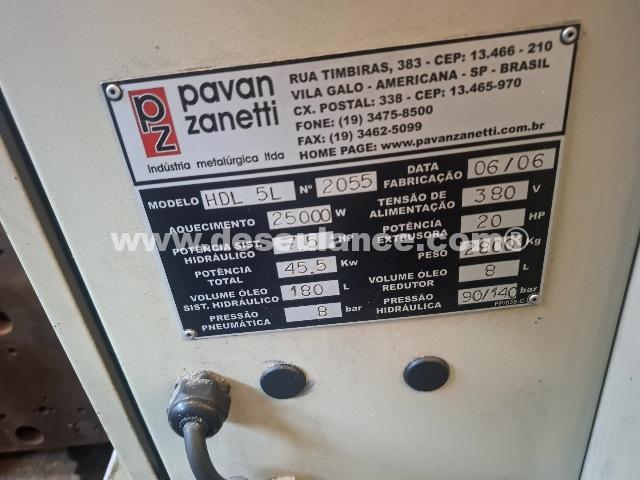 pavan
zanetti
Indústria metalúrgica ltda
RUA TIMBIRAS, 383 - CEP: 13.466 - 210
VILA GALO - AMERICANA - SP - BRASIL
CX. POSTAL: 338 - CEP: 13.465-970
FONE: (19) 3475-8500
FAX: (19) 3462-5099
HOME PAGE: www.pavanzanetti.com.br
MODELO HDL 5L Nº 2055 DATA FABRICAÇÃO 06/06
AQUECIMENTO 25000 W TENSÃO DE ALIMENTAÇÃO 380 V
POTÊNCIA SIST. HIDRÁULICO HP POTÊNCIA EXTRUSORA 20 HP
POTÊNCIA TOTAL 45.5 Kw PESO Kg
VOLUME ÓLEO SIST. HIDRÁULICO 180 L VOLUME ÓLEO REDUTOR 8 L
PRESSÃO PNEUMÁTICA 8 bar PRESSÃO HIDRÁULICA 90/140 bar